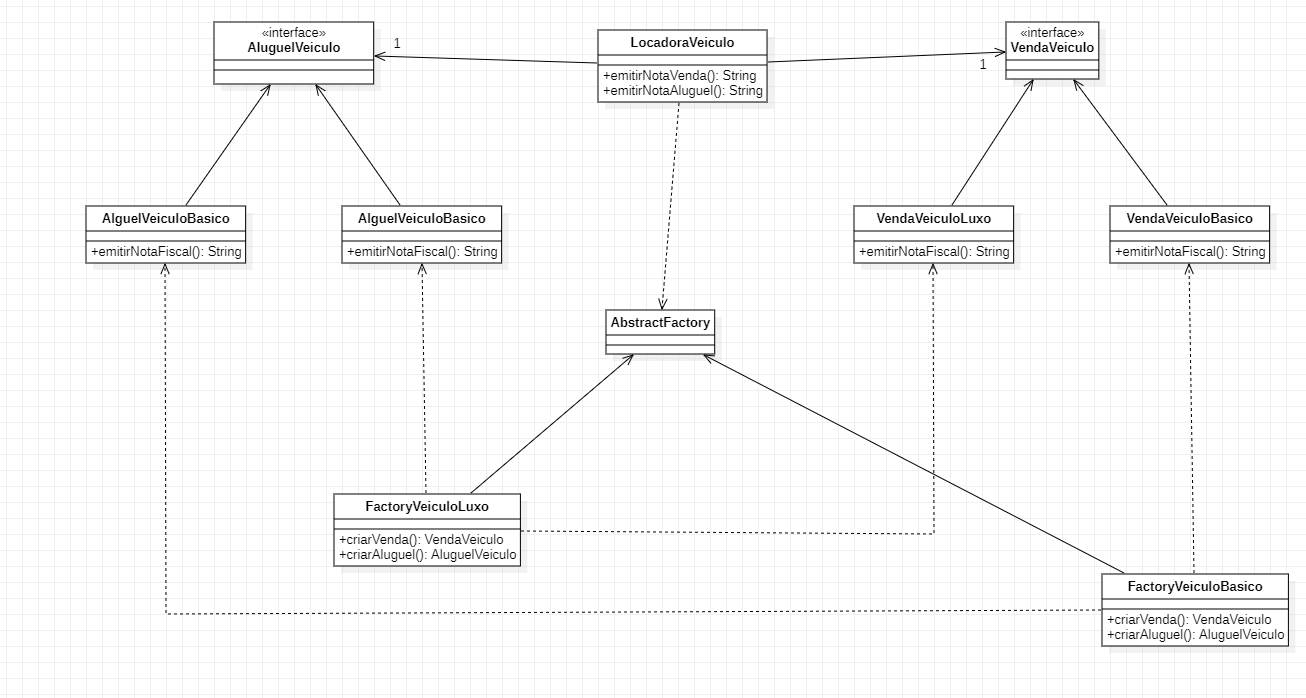 «interface»
AluguelVeiculo
1
LocadoraVeiculo
+emitirNotaVenda(): String
+emitirNotaAluguel(): String
«interface»
VendaVeiculo
1
AlguelVeiculoBasico
+emitirNotaFiscal(): String
AlguelVeiculoBasico
+emitirNotaFiscal(): String
VendaVeiculoLuxo
+emitirNotaFiscal(): String
VendaVeiculoBasico
+emitirNotaFiscal(): String
AbstractFactory
FactoryVeiculoLuxo
+criarVenda(): VendaVeiculo
+criarAluguel(): AluguelVeiculo
FactoryVeiculoBasico
+criarVenda(): VendaVeiculo
+criarAluguel(): AluguelVeiculo